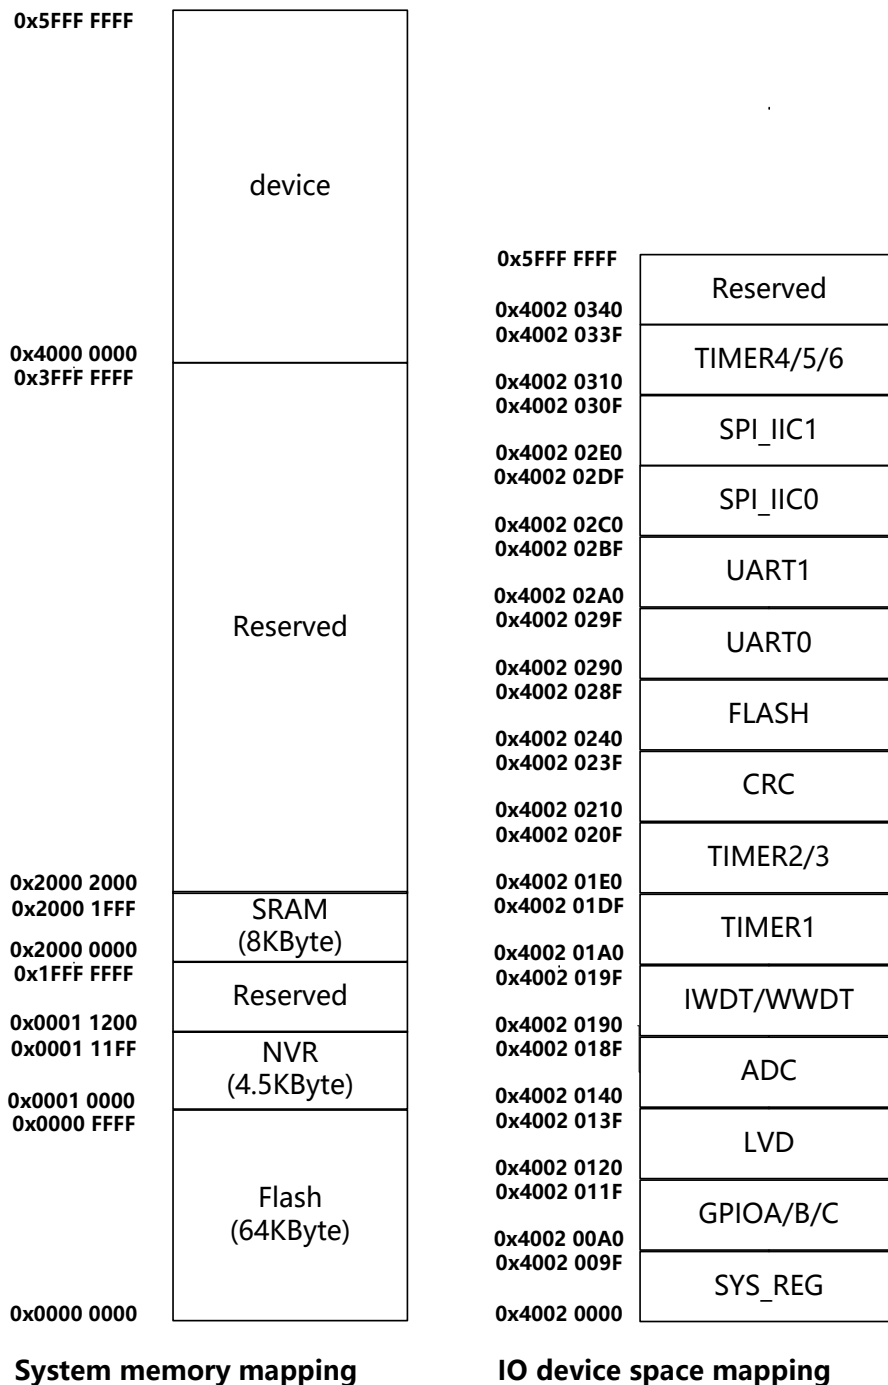 0x5FFF FFFF
device
0x4000 0000
0x3FFF FFFF
Reserved
0x2000 2000
0x2000 1FFF
SRAM
(8KByte)
0x2000 0000
0x1FFF FFFF
Reserved
0x0001 1200
0x0001 11FF
NVR
(4.5KByte)
0x0001 0000
0x0000 FFFF
Flash
(64KByte)
0x0000 0000
System memory mapping
0x5FFF FFFF
Reserved
0x4002 0340
0x4002 033F
TIMER4/5/6
0x4002 0310
0x4002 030F
SPI_IIC1
0x4002 02E0
0x4002 02DF
SPI_IIC0
0x4002 02C0
0x4002 02BF
UART1
0x4002 02A0
0x4002 029F
UART0
0x4002 0290
0x4002 028F
FLASH
0x4002 0240
0x4002 023F
CRC
0x4002 0210
0x4002 020F
TIMER2/3
0x4002 01E0
0x4002 01DF
TIMER1
0x4002 01A0
0x4002 019F
IWDT/WWDT
0x4002 0190
0x4002 018F
ADC
0x4002 0140
0x4002 013F
LVD
0x4002 0120
0x4002 011F
GPIOA/B/C
0x4002 00A0
0x4002 009F
SYS_REG
0x4002 0000
IO device space mapping